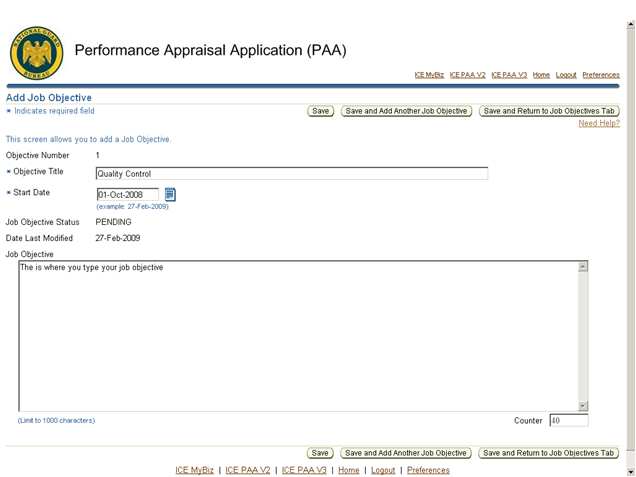 NATIONAL GUARD
BUREAU
Performance Appraisal Application (PAA)
ICE MyBiz ICE PAA V2 ICE PAA V3 Home Logout Preferences
Add Job Objective
* Indicates required field
Save Save and Add Another Job Objective Save and Return to Job Objectives Tab
Need Help?
This screen allows you to add a Job Objective.
Objective Number 1
* Objective Title Quality Control
* Start Date 01-Oct-2008
(example: 27-Feb-2009)
Job Objective Status PENDING
Date Last Modified 27-Feb-2009
Job Objective
The is where you type your job objective
(Limit to 1000 characters) Counter 40
Save Save and Add Another Job Objective Save and Return to Job Objectives Tab
ICE MyBiz | ICE PAA V2 | ICE PAA V3 | Home | Logout | Preferences